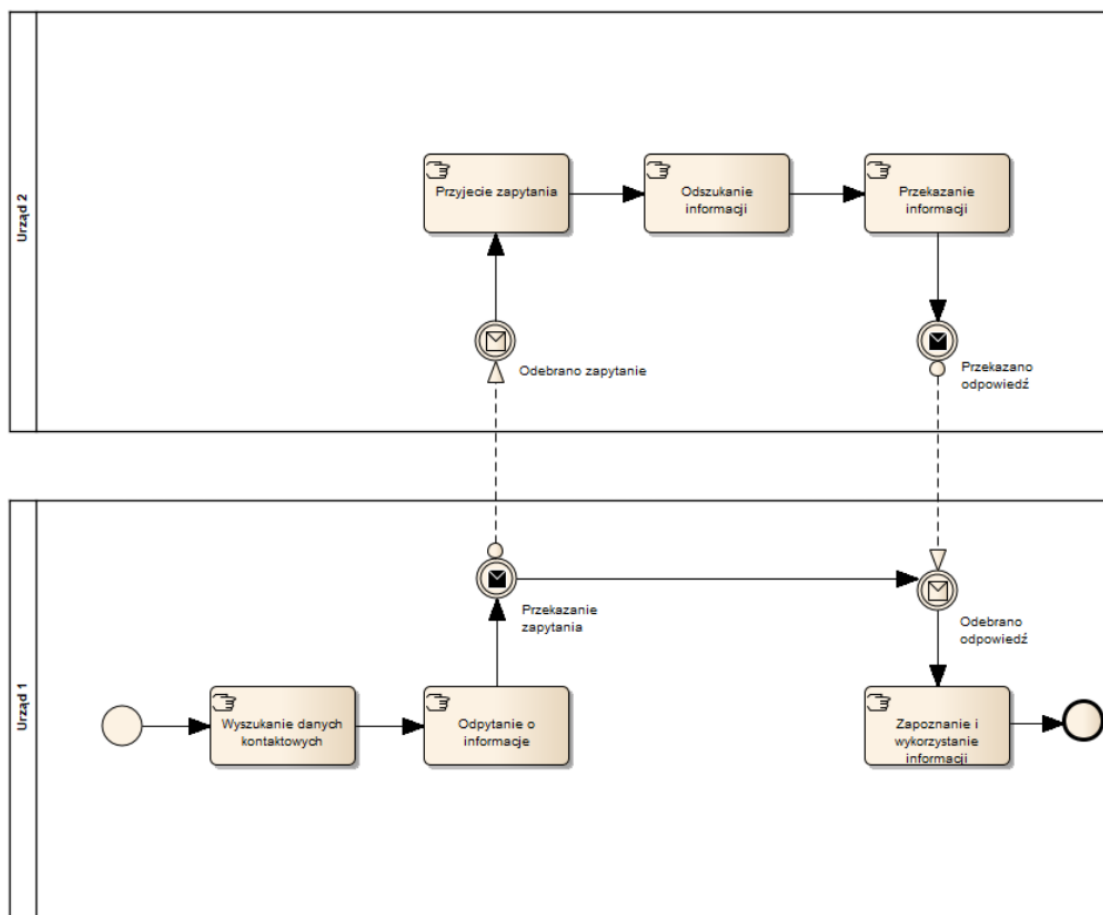 Urząd 2
Przyjecie zapytania
Odszukanie
informacji
Przekazanie
informacji
Odebrano zapytanie
Przekazano
odpowiedź
Urząd 1
Przekazanie
zapytania
Odebrano
odpowiedź
Wyszukanie danych
kontaktowych
Odpytanie o
informacje
Zapoznanie i
wykorzystanie
informacji